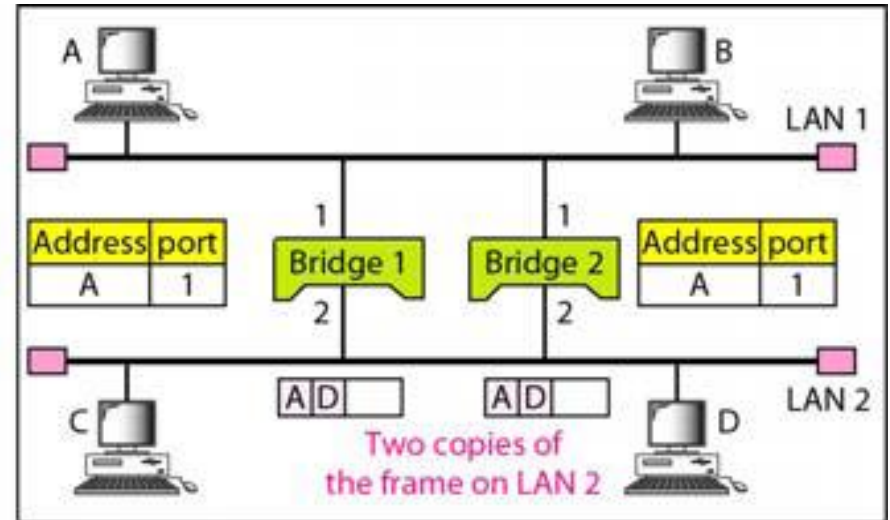 A
B
LAN 1
1
1
Address port
A 1
Bridge 1
Bridge 2
Address port
A 1
2
2
C
A D
A D
D
LAN 2
Two copies of
the frame on LAN 2